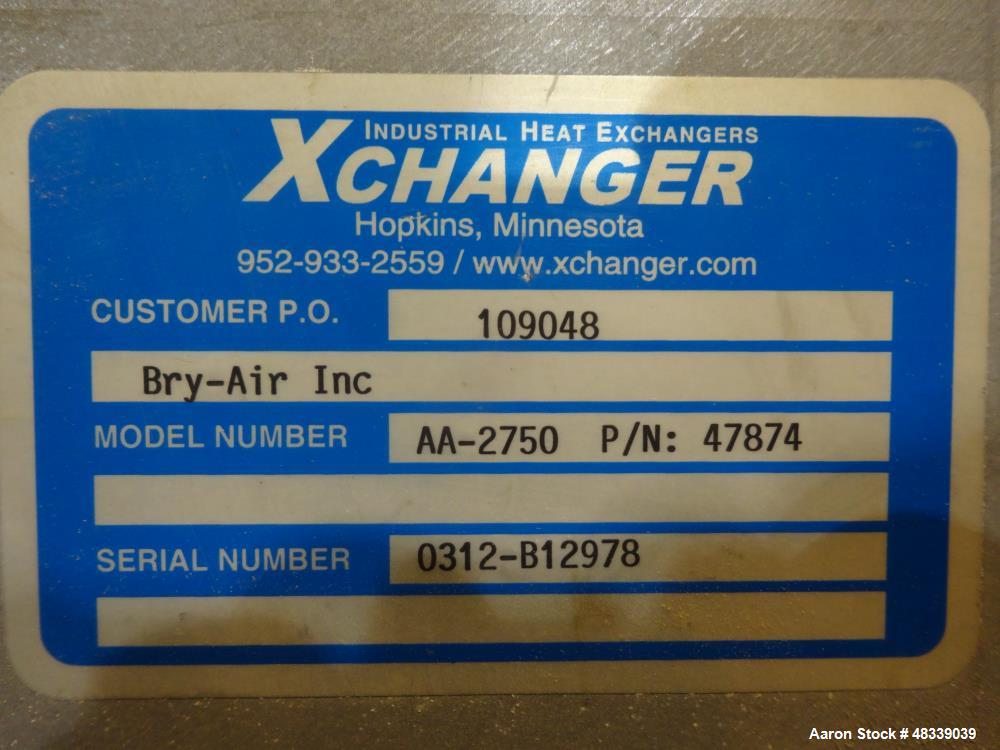 INDUSTRIAL HEAT EXCHANGERS
XCHANGER
Hopkins, Minnesota
952-933-2559 / www.xchanger.com
CUSTOMER P.O. 109048
Bry-Air Inc
MODEL NUMBER AA-2750 P/N: 47874
SERIAL NUMBER 0312-B12978
Aaron Stock # 48339039